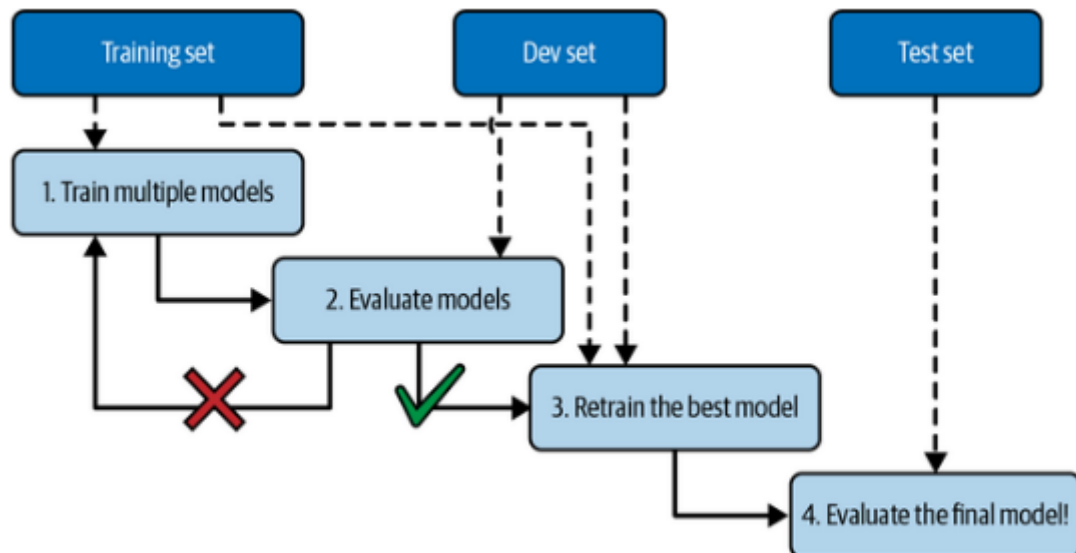 Training set
Dev set
Test set
1. Train multiple models
2. Evaluate models
3. Retrain the best model
4. Evaluate the final model!